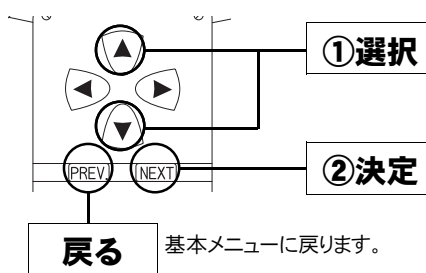 ①選択
PREV
NEXT
②決定
戻る
基本メニューに戻ります。